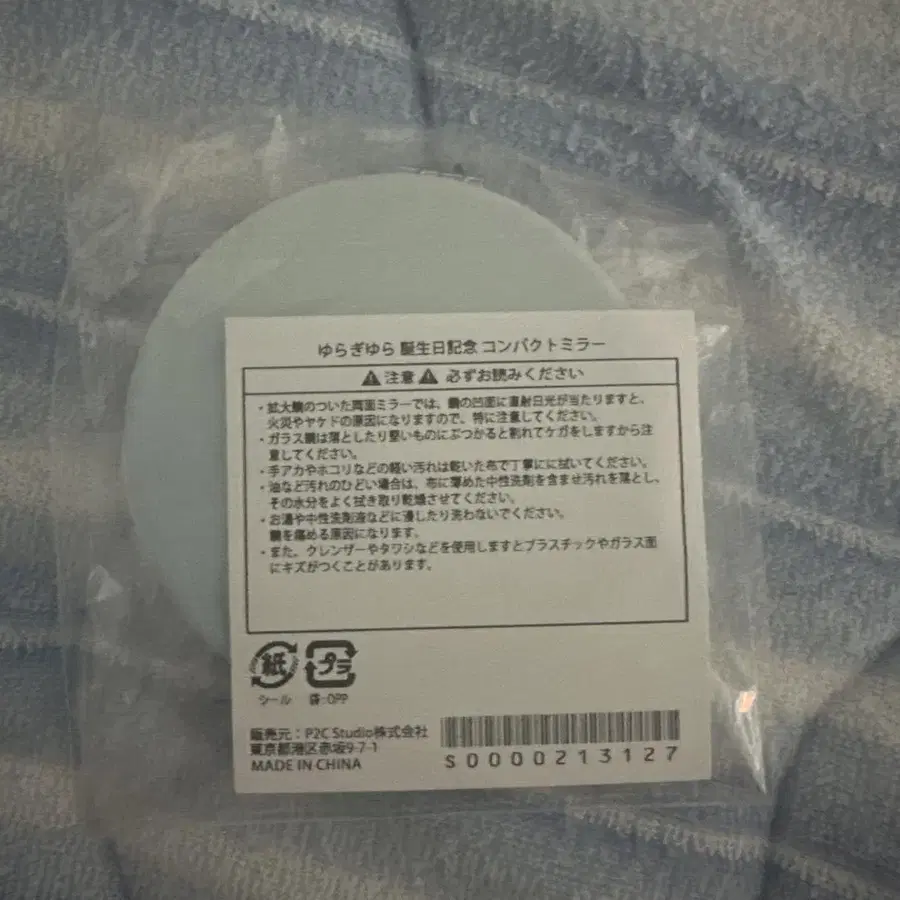 ゆらぎゆら 誕生日記念 コンパクトミラー
⚠注意⚠ 必ずお読みください
・拡大鏡のついた両面ミラーでは、鏡の凹面に直射日光が当たりますと、
火災やヤケドの原因になりますので、特に注意してください。
・ガラス鏡は落としたり堅いものにぶつかると割れてケガをしますから注
意してください。
・手アカやホコリなどの軽い汚れは乾いた布で丁寧にに拭いてください。
・油など汚れのひどい場合は、布に薄めた中性洗剤を含ませ汚れを落とし、
その水分をよく拭き取り乾燥させてください。
・お湯や中性洗剤液などに浸したり洗わないでください。
鏡を痛める原因になります。
・また、クレンザーやタワシなどを使用しますとプラスチックやガラス面
にキズがつくことがあります。
紙 プラ
シール 袋:OPP
販売元：P2C Studio株式会社
東京都港区赤坂9-7-1
MADE IN CHINA
S0000213127